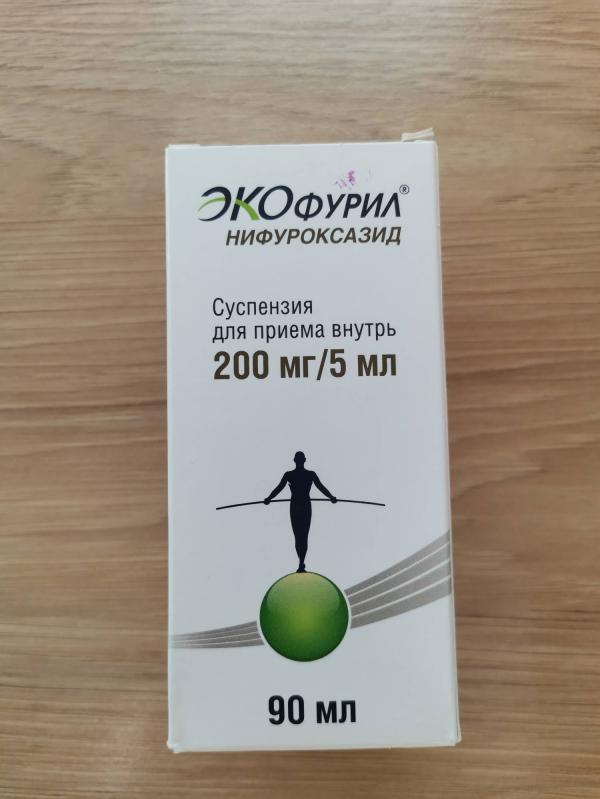 ЭКОФУРИЛ®
НИФУРОКСАЗИД
Суспензия
для приема внутрь
200 мг/5 мл
90 мл